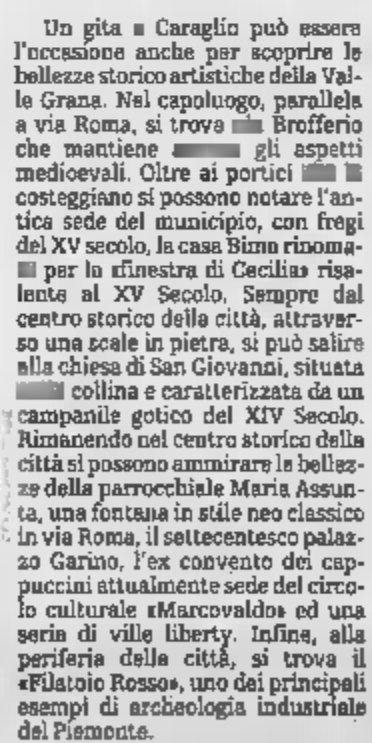 Un gita Caraglio può essere
l'occasione anche per scoprire le
bellezze storico artistiche della Val-
le Grana. Nel capoluogo, parallela
a via Roma, si trova Brofferio
che mantiene gli aspetti
medioevali. Oltre ai portici
costeggiano si possono notare l'an-
tica sede del municipio, con fregi
del XV secolo, la casa Bimo rinoma-
per la «finestra di Cecilia» risa-
lente al XV Secolo. Sempre dal
centro storico della città, attraver-
so una scale in pietra, si può salire
alla chiesa di San Giovanni, situata
collina e caratterizzata da un
campanile gotico del XIV Secolo.
Rimanendo nel centro storico della
città si possono ammirare le bellez-
ze della parrocchiale Maria Assun-
ta, una fontana in stile neo classico
in via Roma, il settecentesco palaz-
zo Garino, l'ex convento dei cap-
puccini attualmente sede del circo-
lo culturale «Marcovaldo» ed una
seria di ville liberty. Infine, alla
periferia della città, si trova il
«Filatoio Rosso», uno dei principali
esempi di archeologia industriale
del Piemonte.